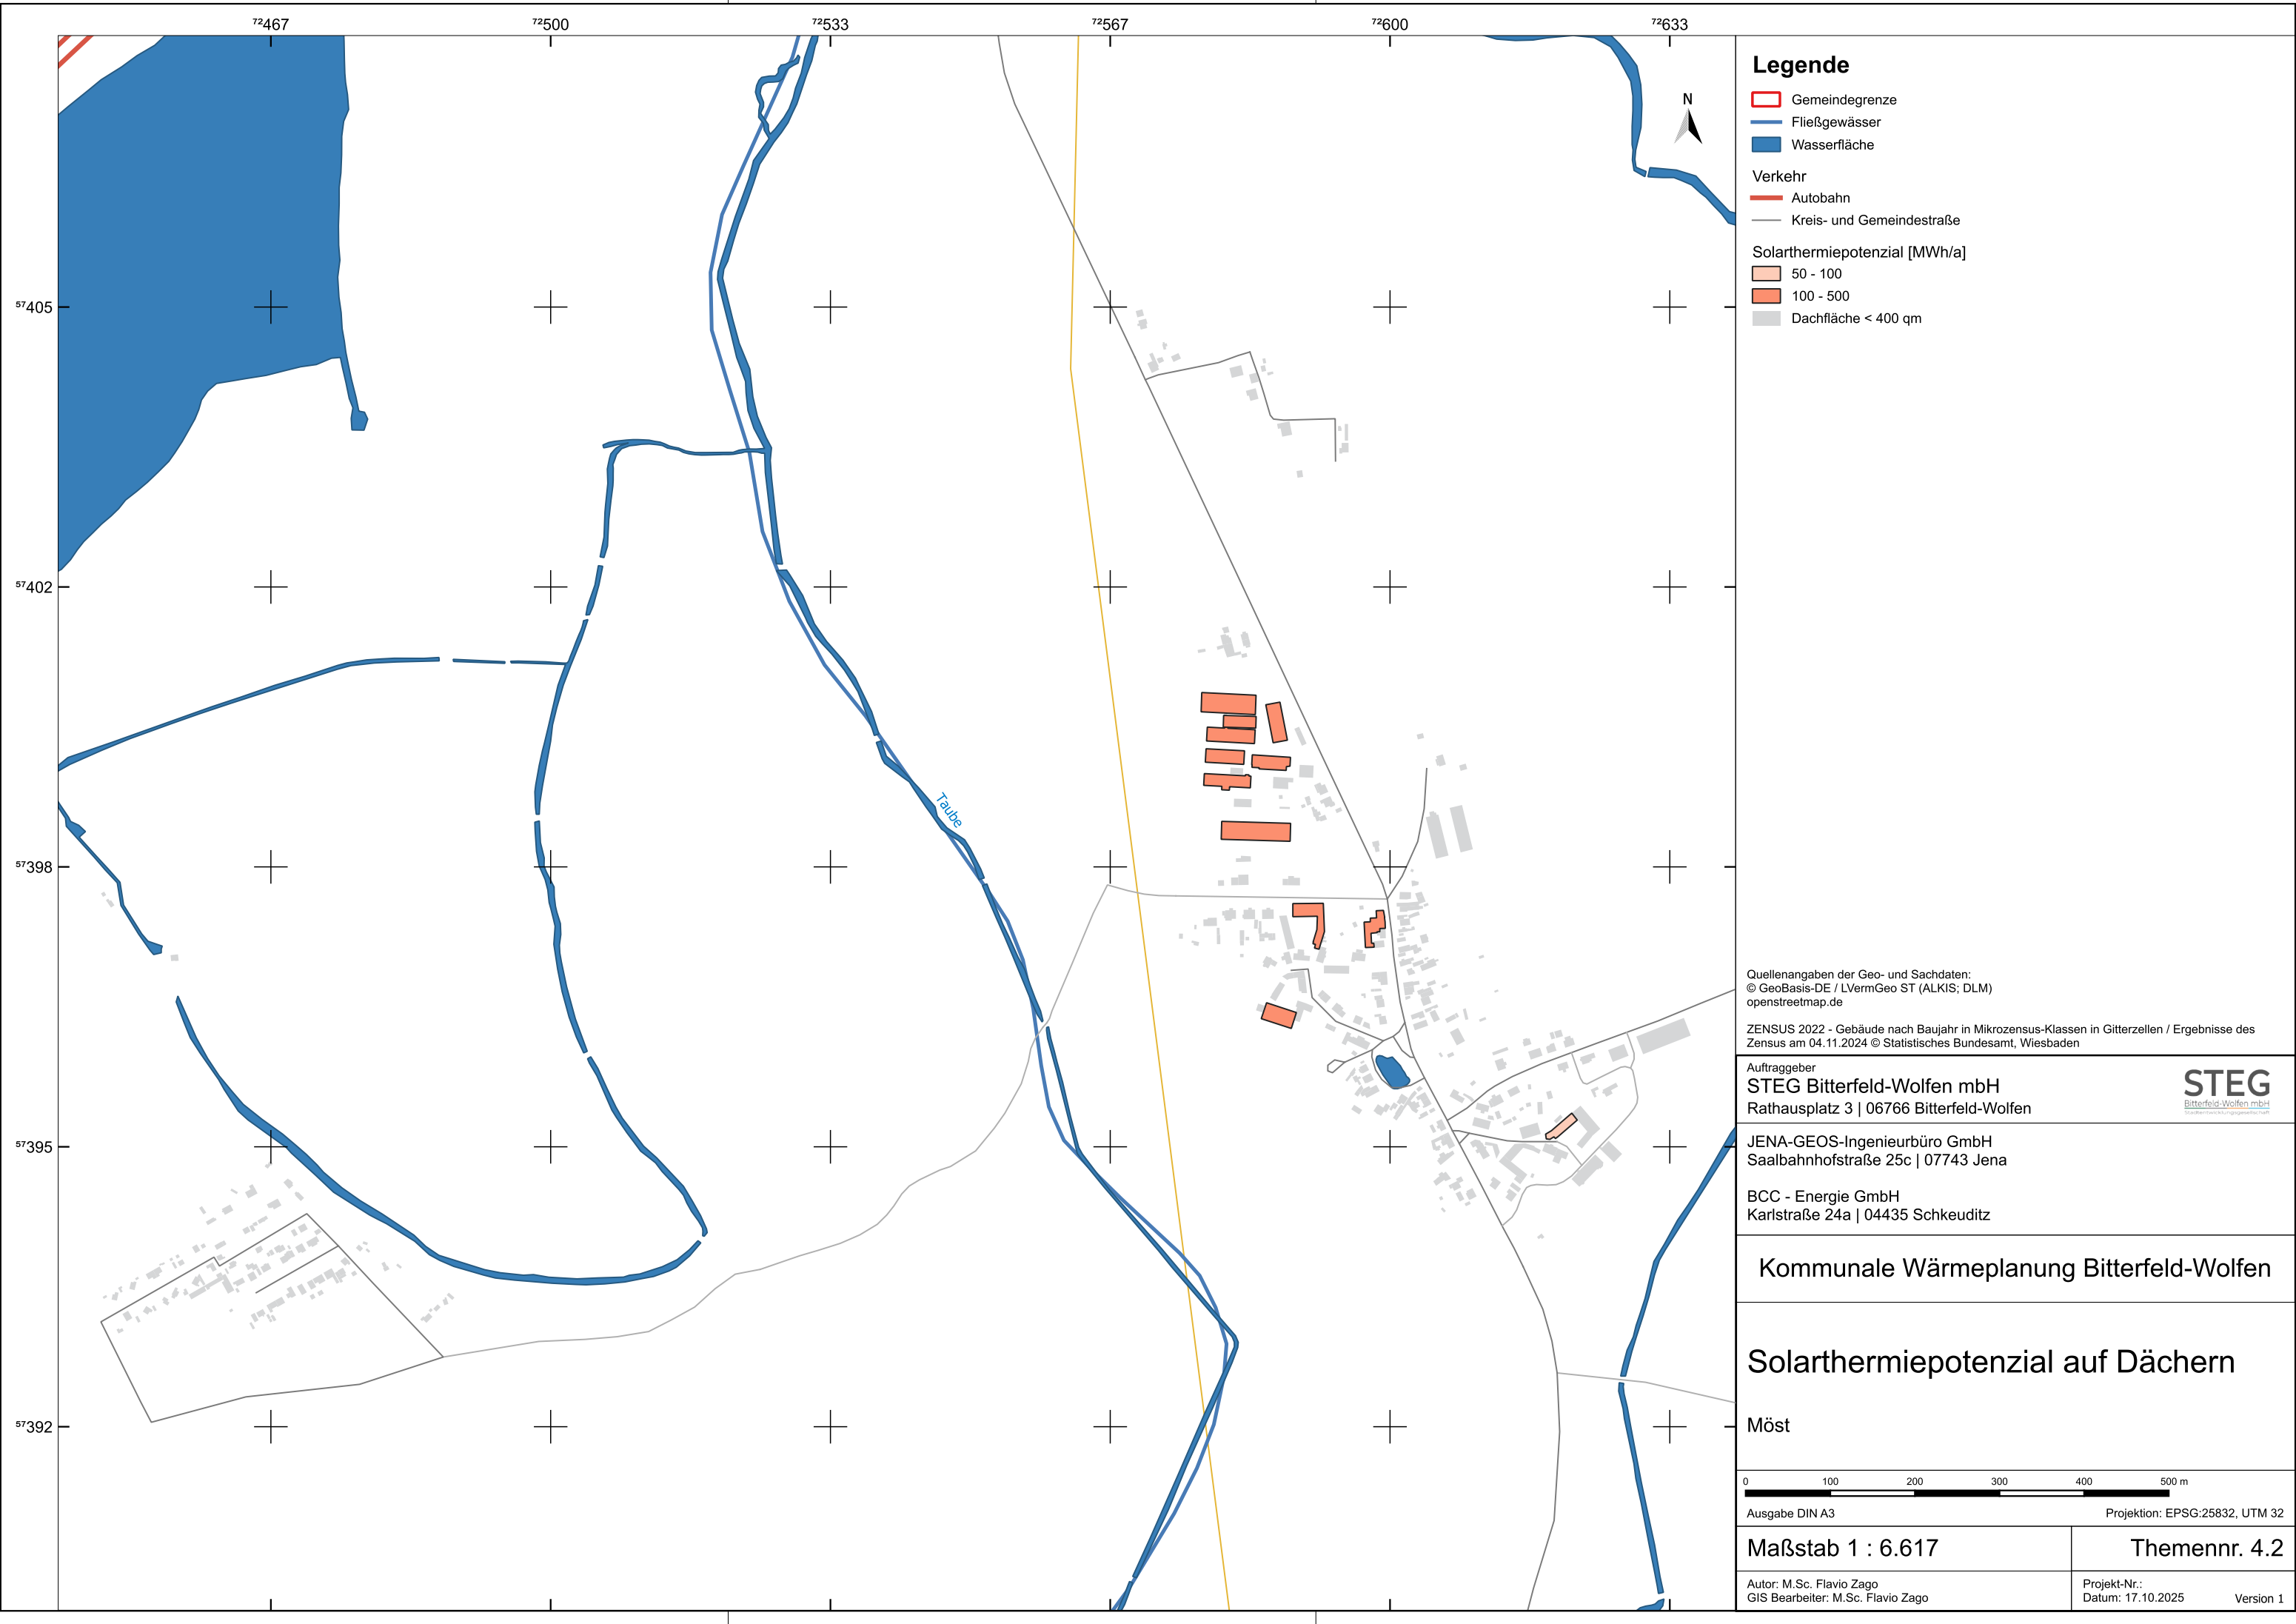 72467
72500
72533
72567
72600
72633
57405
57402
57398
57395
57392
N
Taube
Legende
Gemeindegrenze
Fließgewässer
Wasserfläche
Verkehr
Autobahn
Kreis- und Gemeindestraße
Solarthermiepotenzial [MWh/a]
50 - 100
100 - 500
Dachfläche < 400 qm
Quellenangaben der Geo- und Sachdaten:
© GeoBasis-DE / LVermGeo ST (ALKIS; DLM)
openstreetmap.de
ZENSUS 2022 - Gebäude nach Baujahr in Mikrozensus-Klassen in Gitterzellen / Ergebnisse des
Zensus am 04.11.2024 © Statistisches Bundesamt, Wiesbaden
Auftraggeber
STEG Bitterfeld-Wolfen mbH
Rathausplatz 3 | 06766 Bitterfeld-Wolfen
STEG
Bitterfeld-Wolfen mbH
Stadtentwicklungsgesellschaft
JENA-GEOS-Ingenieurbüro GmbH
Saalbahnhofstraße 25c | 07743 Jena
BCC - Energie GmbH
Karlstraße 24a | 04435 Schkeuditz
Kommunale Wärmeplanung Bitterfeld-Wolfen
Solarthermiepotenzial auf Dächern
Möst
0 100 200 300 400 500 m
Ausgabe DIN A3 Projektion: EPSG:25832, UTM 32
Maßstab 1 : 6.617 Themennr. 4.2
Autor: M.Sc. Flavio Zago
GIS Bearbeiter: M.Sc. Flavio Zago
Projekt-Nr.:
Datum: 17.10.2025 Version 1